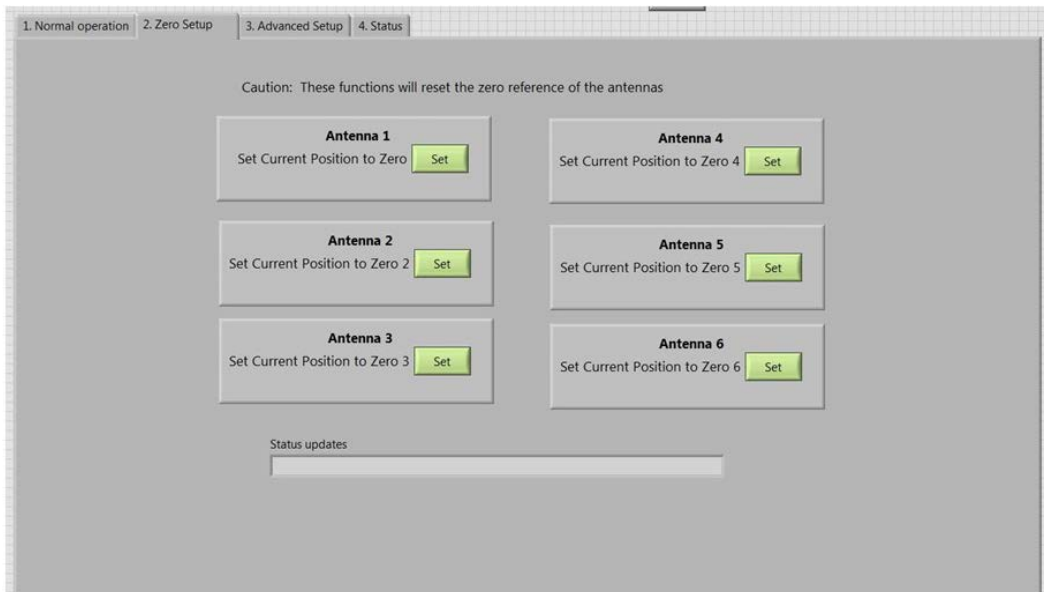 1. Normal operation
2. Zero Setup
3. Advanced Setup
4. Status
Caution:  These functions will reset the zero reference of the antennas
Antenna 1
Set Current Position to Zero
Set
Antenna 4
Set Current Position to Zero 4
Set
Antenna 2
Set Current Position to Zero 2
Set
Antenna 5
Set Current Position to Zero 5
Set
Antenna 3
Set Current Position to Zero 3
Set
Antenna 6
Set Current Position to Zero 6
Set
Status updates